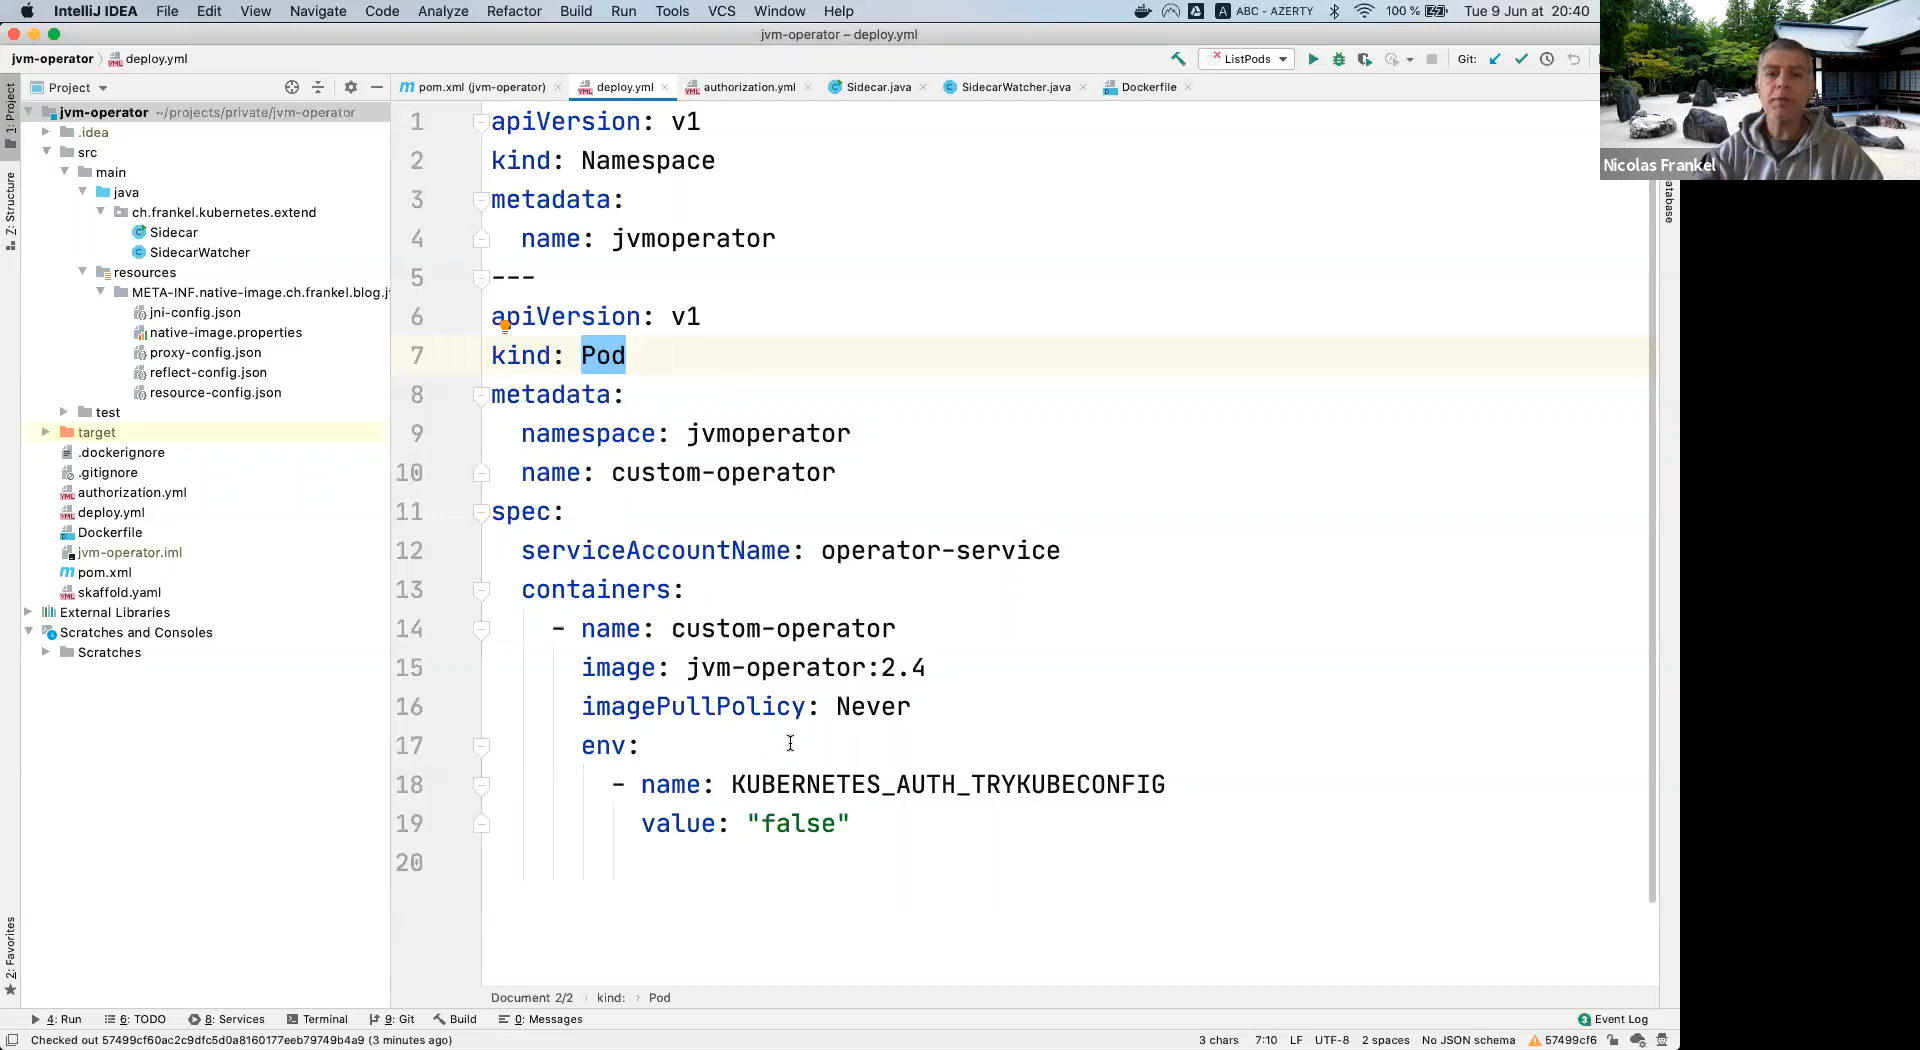 IntelliJ IDEA File Edit View Navigate Code Analyze Refactor Build Run Tools VCS Window Help A ABC - AZERTY 100 % Tue 9 Jun at 20:40
jvm-operator – deploy.yml
jvm-operator deploy.yml ListPods Git:
Project pom.xml (jvm-operator) deploy.yml authorization.yml Sidecar.java SidecarWatcher.java Dockerfile
1: Project
Z: Structure
2: Favorites
jvm-operator ~/projects/private/jvm-operator
.idea
src
main
java
ch.frankel.kubernetes.extend
Sidecar
SidecarWatcher
resources
META-INF.native-image.ch.frankel.blog.j
jni-config.json
native-image.properties
proxy-config.json
reflect-config.json
resource-config.json
test
target
.dockerignore
.gitignore
authorization.yml
deploy.yml
Dockerfile
jvm-operator.iml
pom.xml
skaffold.yaml
External Libraries
Scratches and Consoles
Scratches
1 apiVersion: v1
2 kind: Namespace
3 metadata:
4 name: jvmoperator
5 ---
6 apiVersion: v1
7 kind: Pod
8 metadata:
9 namespace: jvmoperator
10 name: custom-operator
11 spec:
12 serviceAccountName: operator-service
13 containers:
14 - name: custom-operator
15 image: jvm-operator:2.4
16 imagePullPolicy: Never
17 env:
18 - name: KUBERNETES_AUTH_TRYKUBECONFIG
19 value: "false"
20
Nicolas Frankel
atabase
Document 2/2 › kind: › Pod
4: Run 6: TODO 8: Services Terminal 9: Git Build 0: Messages 3 Event Log
Checked out 57499cf60ac2c9dfc5d0a8160177eeb79749b4a9 (3 minutes ago) 3 chars 7:10 LF UTF-8 2 spaces No JSON schema 57499cf6